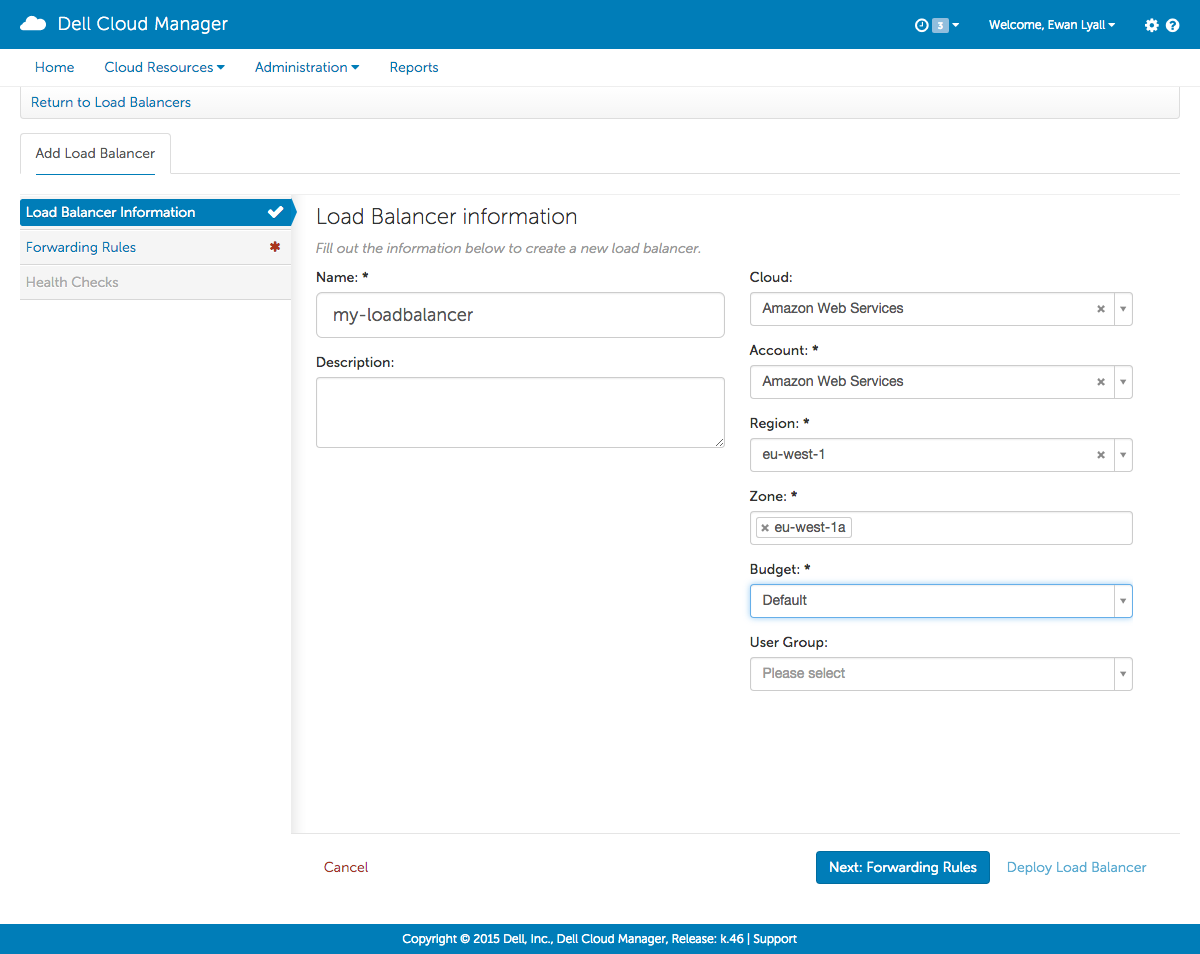 Dell Cloud Manager
3
Welcome, Ewan Lyall
Home
Cloud Resources
Administration
Reports
Return to Load Balancers
Add Load Balancer
Load Balancer Information
Forwarding Rules *
Health Checks
Load Balancer information
Fill out the information below to create a new load balancer.
Name: *
my-loadbalancer
Description:
Cloud:
Amazon Web Services
Account: *
Amazon Web Services
Region: *
eu-west-1
Zone: *
× eu-west-1a
Budget: *
Default
User Group:
Please select
Cancel
Next: Forwarding Rules
Deploy Load Balancer
Copyright © 2015 Dell, Inc., Dell Cloud Manager, Release: k.46 | Support